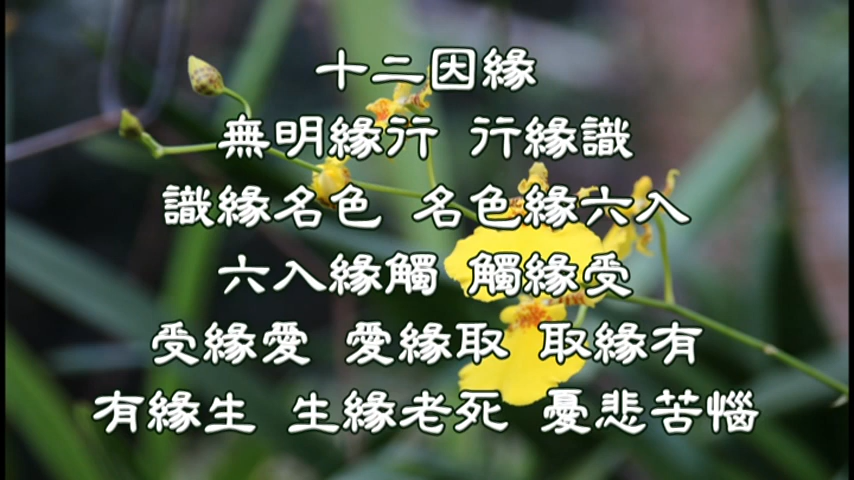 十二因緣
無明緣行 行緣識
識緣名色 名色緣六入
六入緣觸 觸緣受
受緣愛 愛緣取 取緣有
有緣生 生緣老死 憂悲苦惱